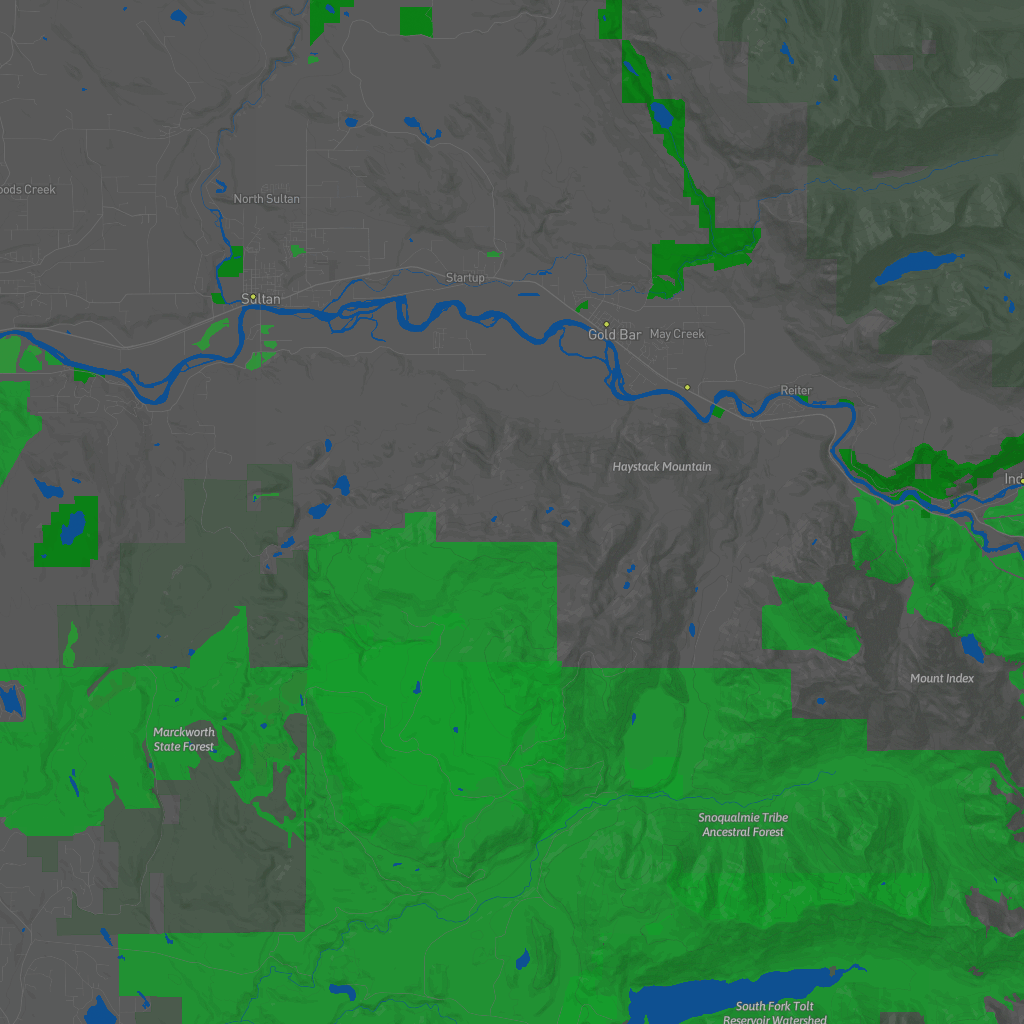 oods Creek
North Sultan
Startup
Sultan
Gold Bar
May Creek
Reiter
Haystack Mountain
Ind
Mount Index
Marckworth
State Forest
Snoqualmie Tribe
Ancestral Forest
South Fork Tolt
Reservoir Watershed